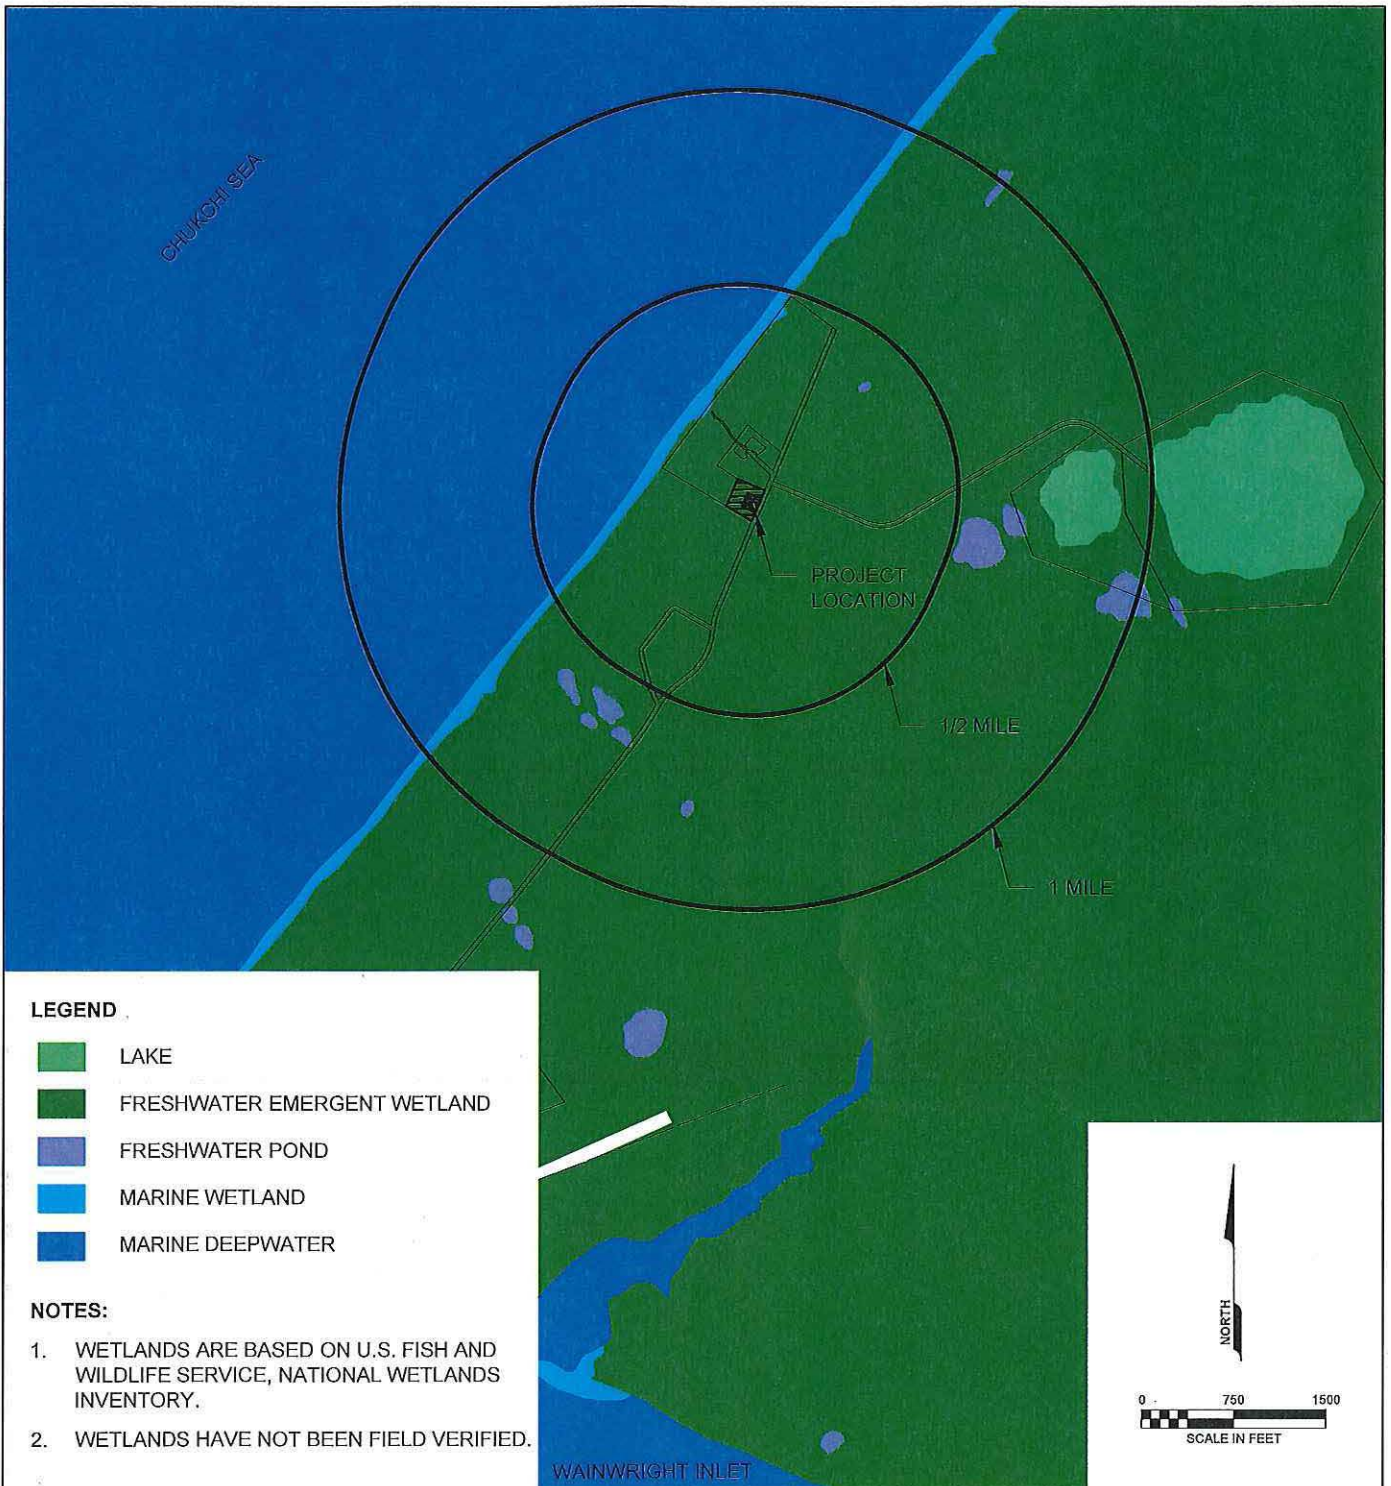 CHUKCHI SEA
PROJECT
LOCATION
1/2 MILE
1 MILE
LEGEND
LAKE
FRESHWATER EMERGENT WETLAND
FRESHWATER POND
MARINE WETLAND
MARINE DEEPWATER
NOTES:
1. WETLANDS ARE BASED ON U.S. FISH AND
WILDLIFE SERVICE, NATIONAL WETLANDS
INVENTORY.
2. WETLANDS HAVE NOT BEEN FIELD VERIFIED.
WAINWRIGHT INLET
NORTH
0 750 1500
SCALE IN FEET